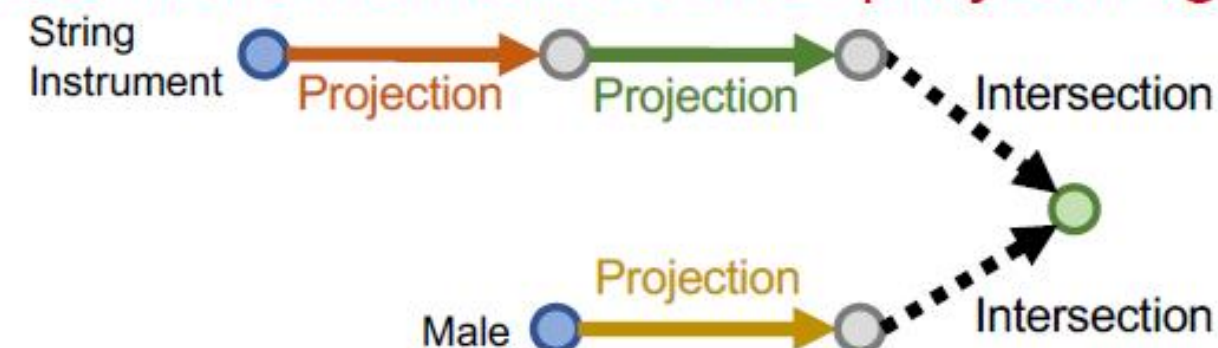 String
Instrument
Projection
Projection
Intersection
Projection
Male
Intersection